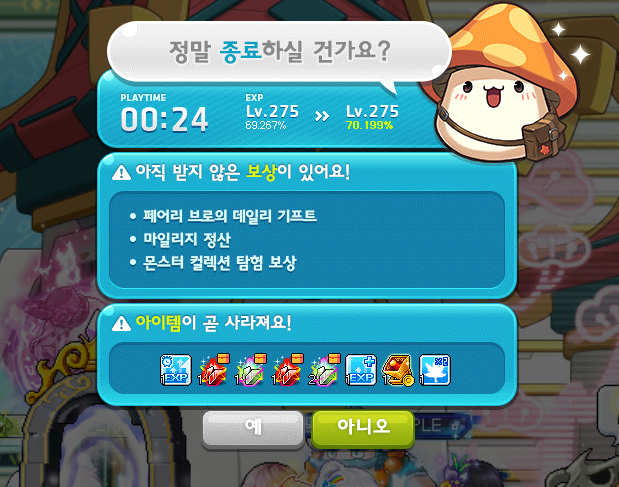 정말 종료하실 건가요?
PLAYTIME
00:24
EXP
Lv.275
69.267%
Lv.275
70.199%
아직 받지 않은 보상이 있어요!
• 페어리 브로의 데일리 기프트
• 마일리지 정산
• 몬스터 컬렉션 탐험 보상
아이템이 곧 사라져요!
예
아니오